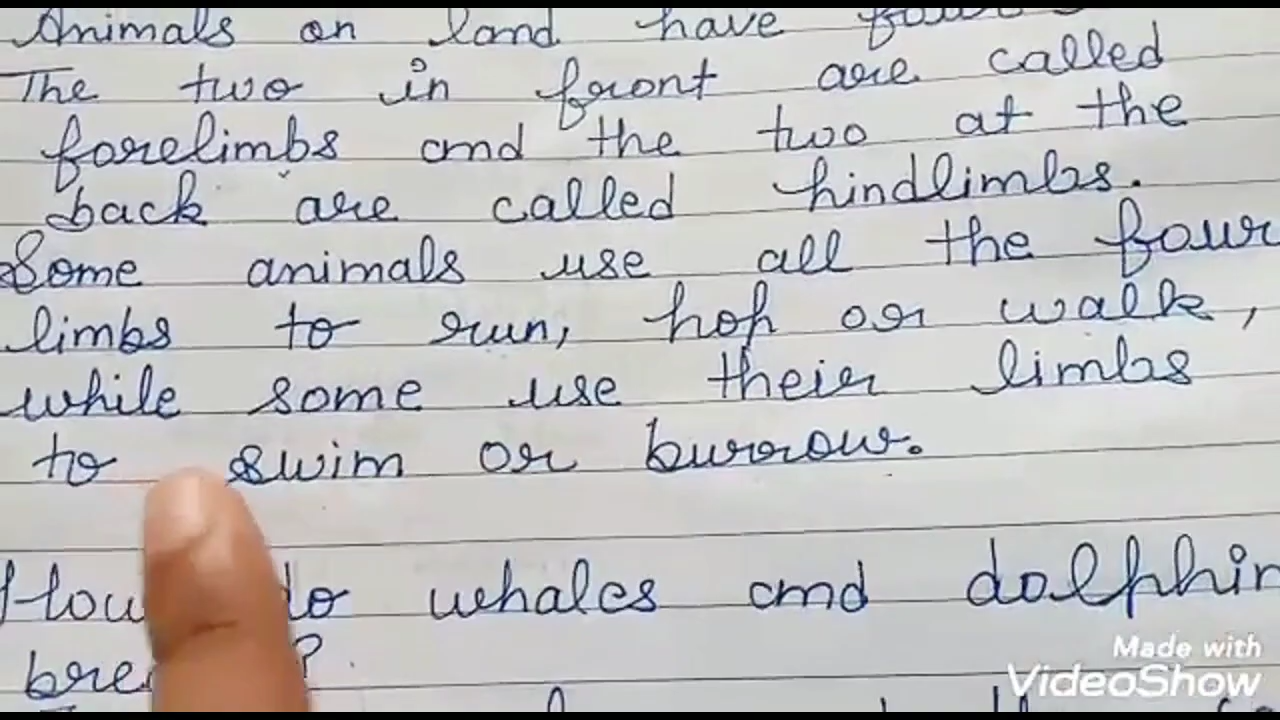 Animals on land have four
The two in front are called
forelimbs and the two at the
back are called hindlimbs.
Some animals use all the four
limbs to run, hop or walk,
while some use their limbs
to swim or burrow.
How do whales and dolphin
?
Made with
VideoShow